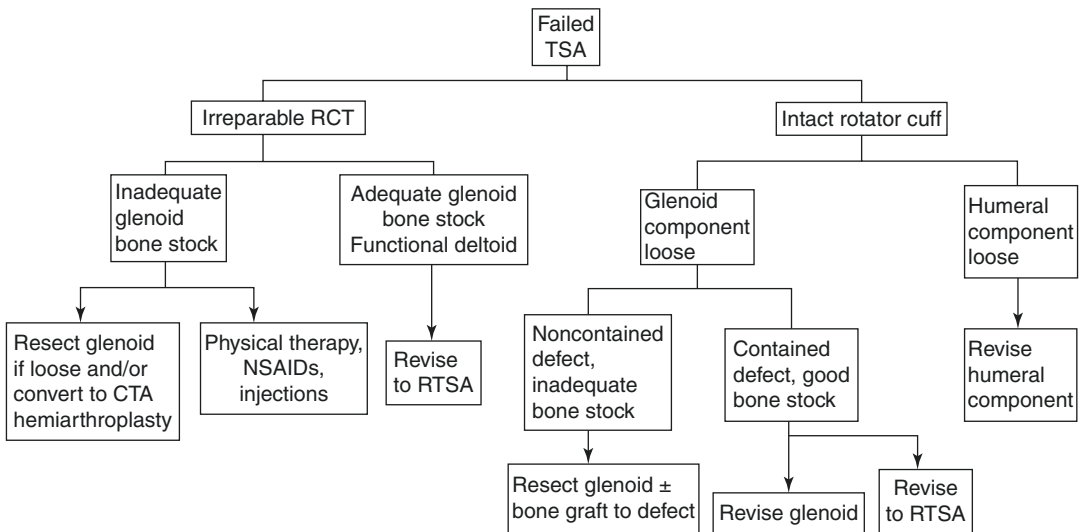 Failed
TSA
Irreparable RCT
Intact rotator cuff
Inadequate
glenoid
bone stock
Adequate glenoid
bone stock
Functional deltoid
Glenoid
component
loose
Humeral
component
loose
Resect glenoid
if loose and/or
convert to CTA
hemiarthroplasty
Physical therapy,
NSAIDs,
injections
Revise
to RTSA
Noncontained
defect,
inadequate
bone stock
Contained
defect, good
bone stock
Revise
humeral
component
Resect glenoid ±
bone graft to defect
Revise glenoid
Revise
to RTSA